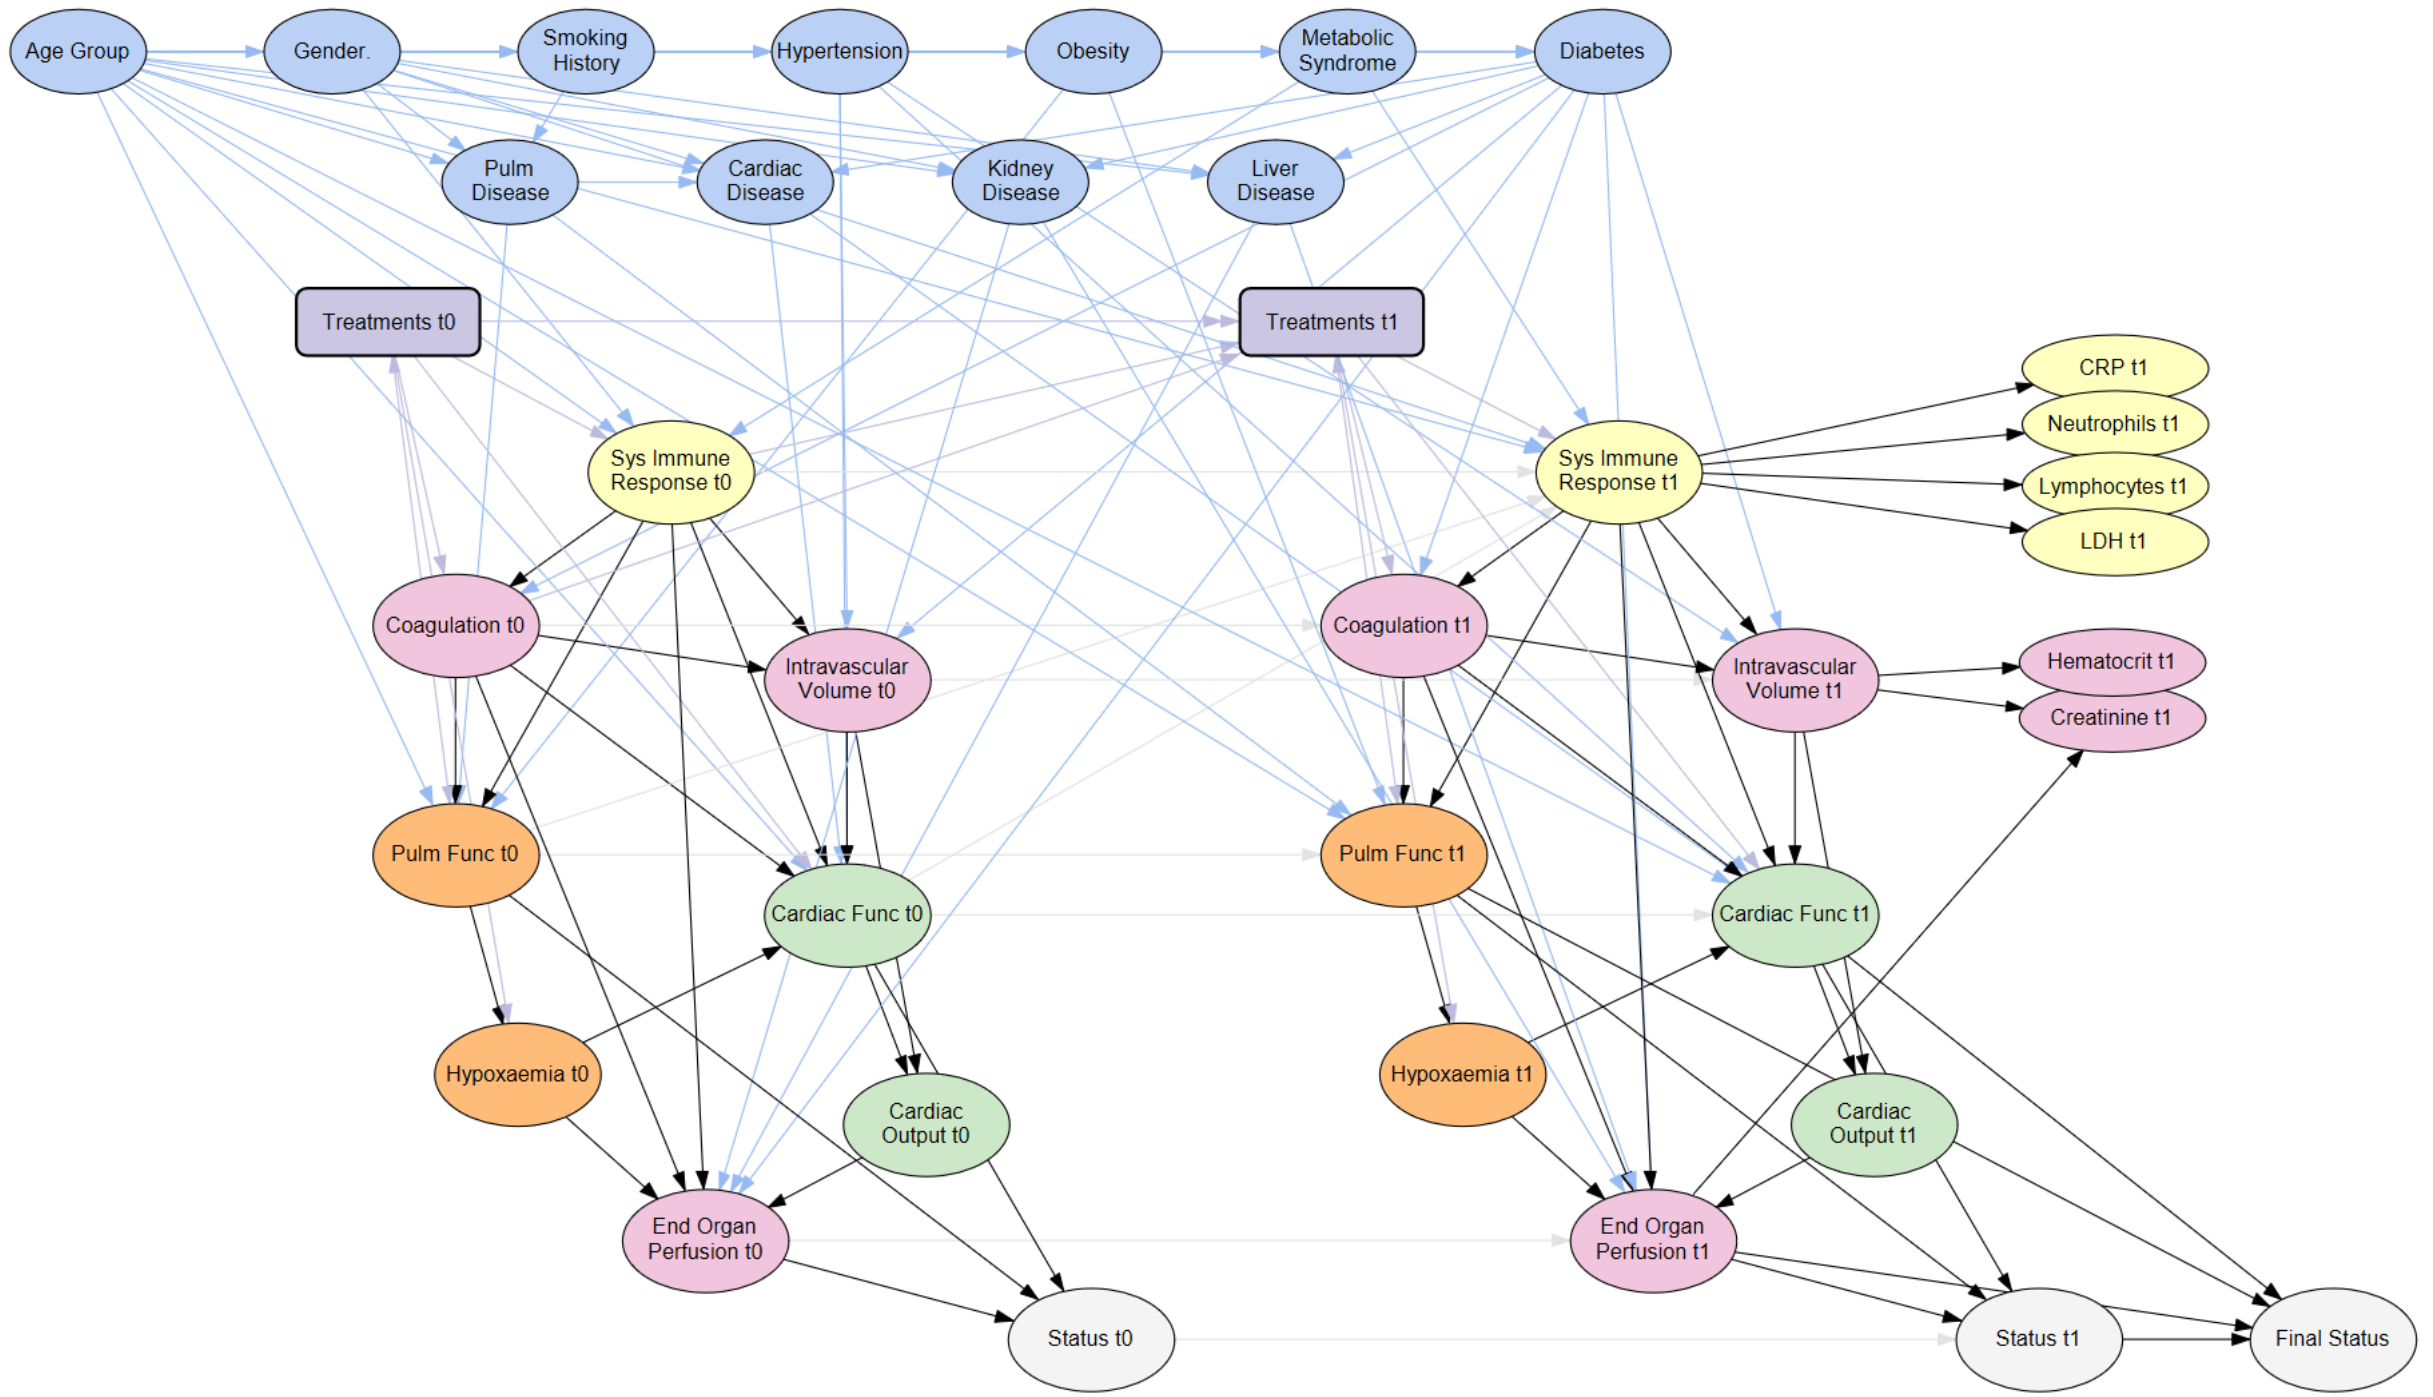 Age Group
Gender.
Smoking
History
Hypertension
Obesity
Metabolic
Syndrome
Diabetes
Pulm
Disease
Cardiac
Disease
Kidney
Disease
Liver
Disease
Treatments t0
Treatments t1
CRP t1
Neutrophils t1
Lymphocytes t1
LDH t1
Sys Immune
Response t0
Sys Immune
Response t1
Coagulation t0
Intravascular
Volume t0
Coagulation t1
Intravascular
Volume t1
Hematocrit t1
Creatinine t1
Pulm Func t0
Cardiac Func t0
Pulm Func t1
Cardiac Func t1
Hypoxaemia t0
Cardiac
Output t0
Hypoxaemia t1
Cardiac
Output t1
End Organ
Perfusion t0
End Organ
Perfusion t1
Status t0
Status t1
Final Status